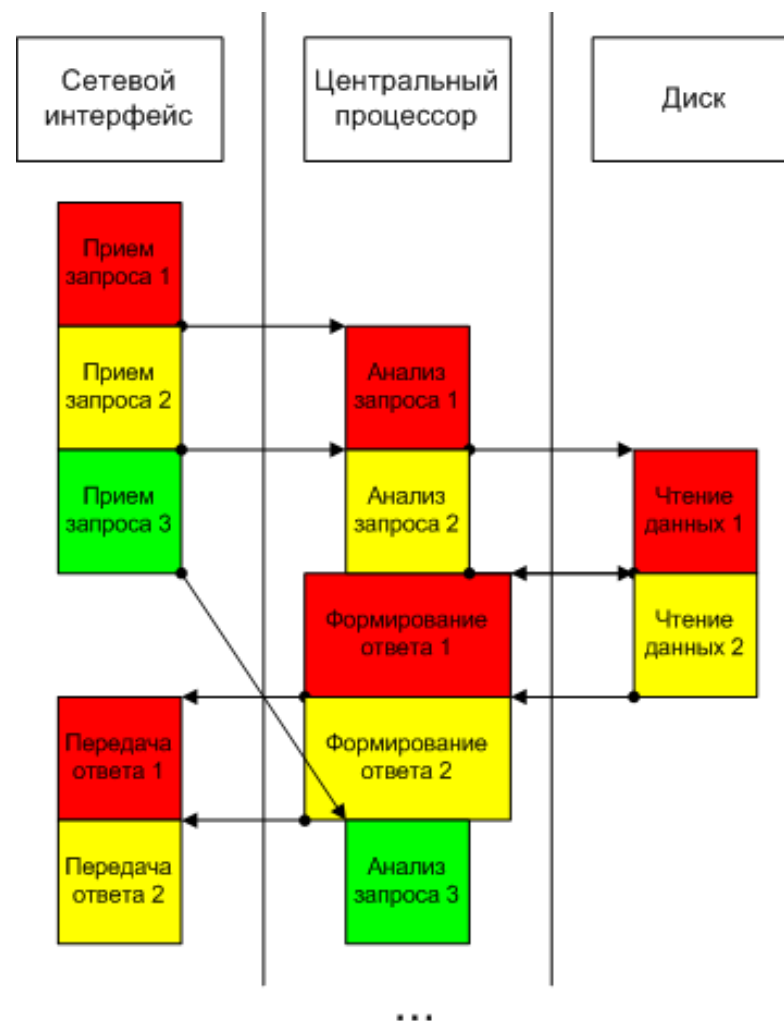 Сетевой
интерфейс
Центральный
процессор
Диск
Прием
запроса 1
Прием
запроса 2
Анализ
запроса 1
Прием
запроса 3
Анализ
запроса 2
Чтение
данных 1
Формирование
ответа 1
Чтение
данных 2
Передача
ответа 1
Формирование
ответа 2
Передача
ответа 2
Анализ
запроса 3
...